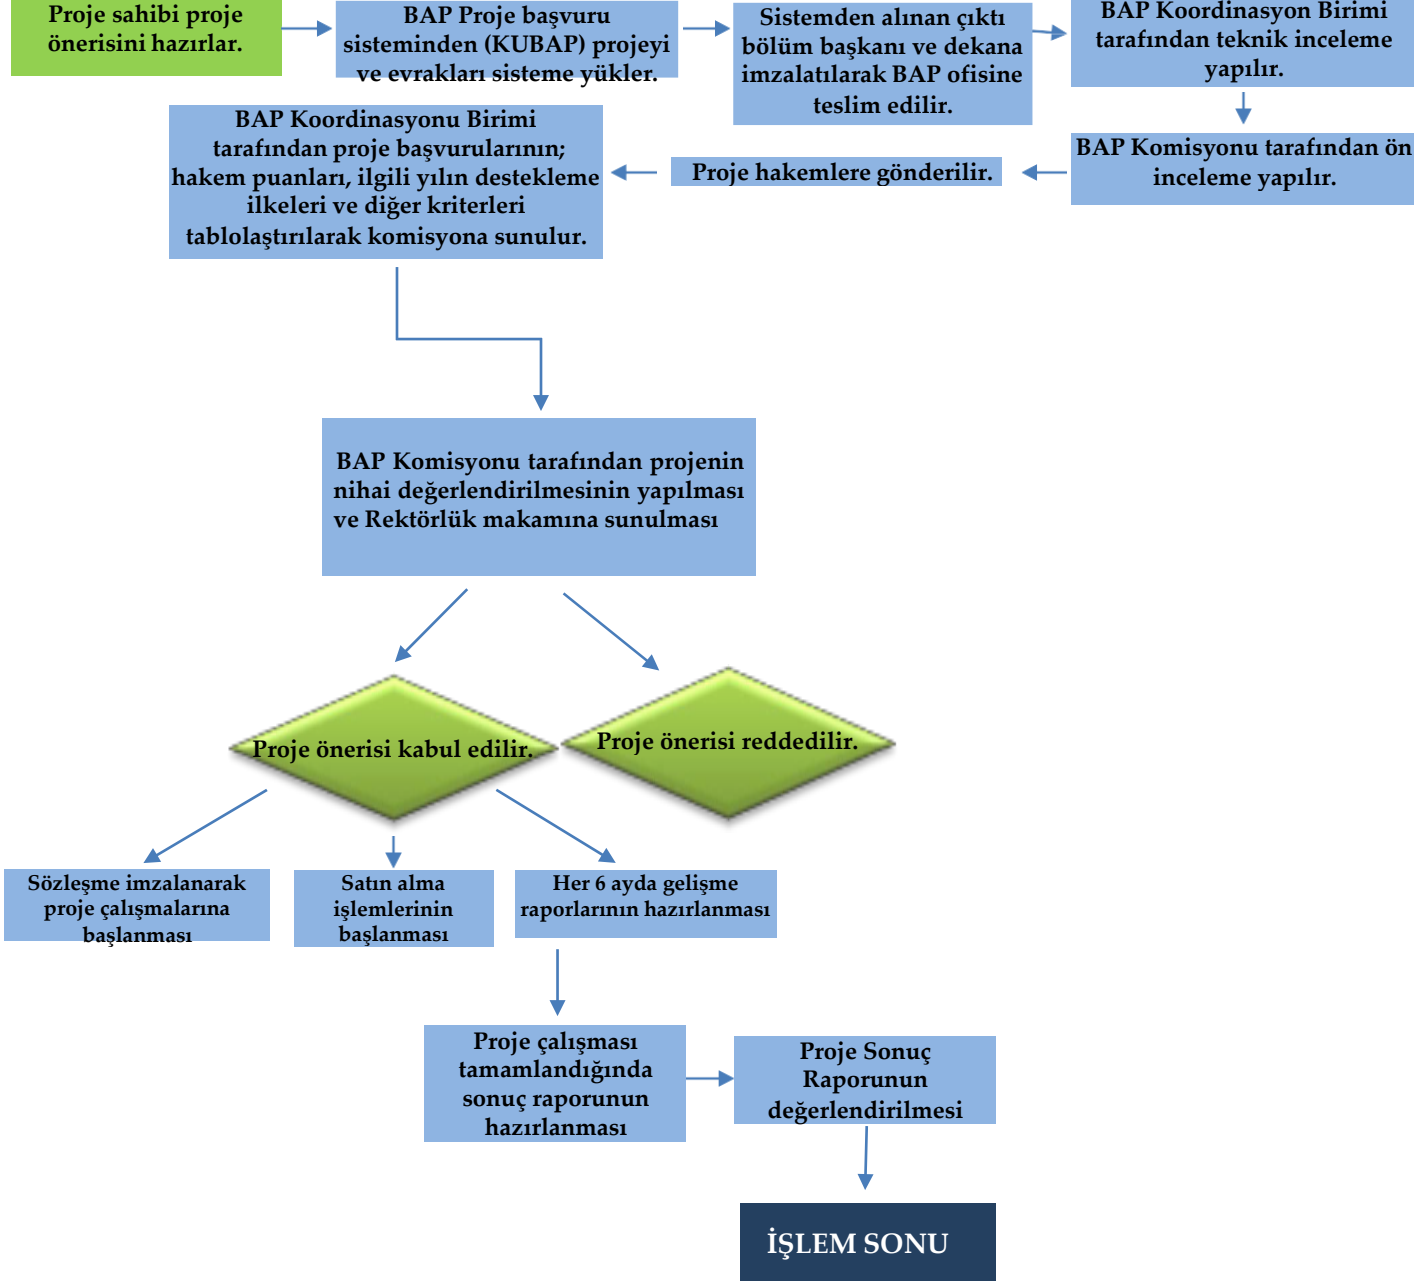 Proje sahibi proje
önerisini hazırlar.
BAP Proje başvuru
sisteminden (KUBAP) projeyi
ve evrakları sisteme yükler.
Sistemden alınan çıktı
bölüm başkanı ve dekana
imzalatılarak BAP ofisine
teslim edilir.
BAP Koordinasyon Birimi
tarafından teknik inceleme
yapılır.
BAP Komisyonu tarafından ön
inceleme yapılır.
Proje hakemlere gönderilir.
BAP Koordinasyonu Birimi
tarafından proje başvurularının;
hakem puanları, ilgili yılın destekleme
ilkeleri ve diğer kriterleri
tablolaştırılarak komisyona sunulur.
BAP Komisyonu tarafından projenin
nihai değerlendirilmesinin yapılması
ve Rektörlük makamına sunulması
Proje önerisi kabul edilir.
Proje önerisi reddedilir.
Sözleşme imzalanarak
proje çalışmalarına
başlanması
Satın alma
işlemlerinin
başlanması
Her 6 ayda gelişme
raporlarının hazırlanması
Proje çalışması
tamamlandığında
sonuç raporunun
hazırlanması
Proje Sonuç
Raporunun
değerlendirilmesi
İŞLEM SONU